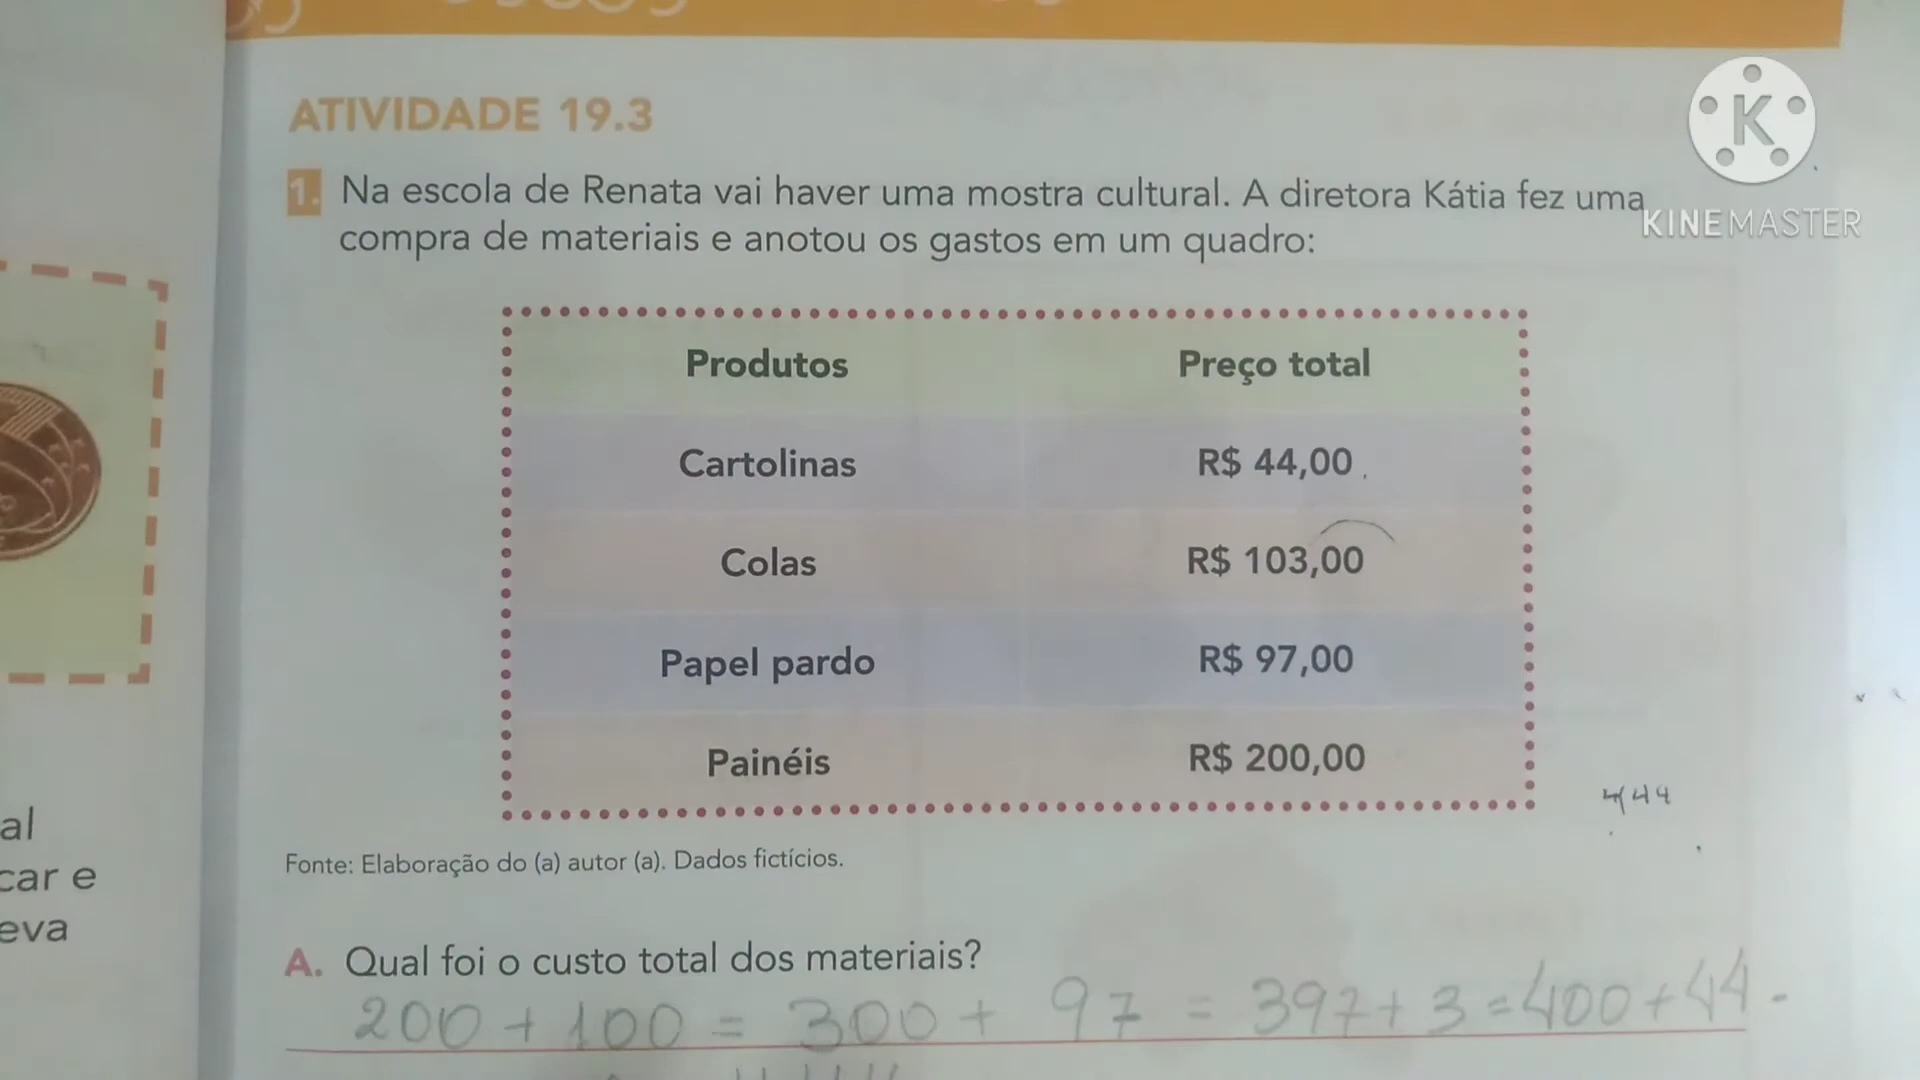 ATIVIDADE 19.3
K
KINEMASTER
1. Na escola de Renata vai haver uma mostra cultural. A diretora Kátia fez uma
compra de materiais e anotou os gastos em um quadro:
Produtos Preço total
Cartolinas R$ 44,00
Colas R$ 103,00
Papel pardo R$ 97,00
Painéis R$ 200,00
Fonte: Elaboração do (a) autor (a). Dados fictícios.
al
car e
eva
A. Qual foi o custo total dos materiais?
200 + 100 = 300 + 97 = 397 + 3 = 400 + 44